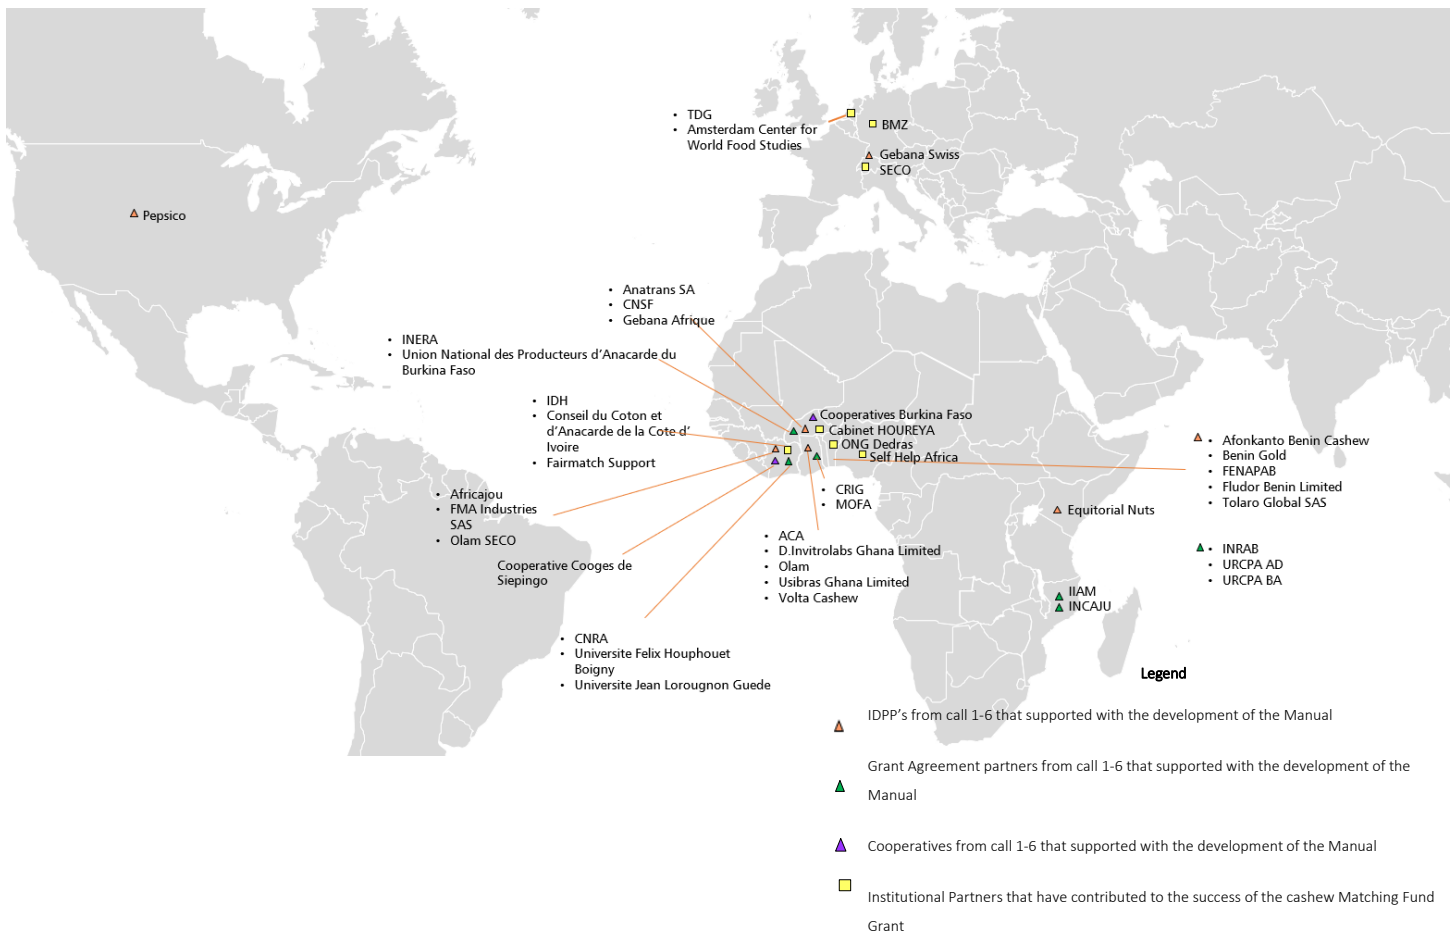 • TDG
• Amsterdam Center for
World Food Studies
BMZ
Gebana Swiss
SECO
Pepsico
• Anatrans SA
• CNSF
• Gebana Afrique
• INERA
• Union National des Producteurs d’Anacarde du
Burkina Faso
• IDH
• Conseil du Coton et
d’Anacarde de la Cote d’
Ivoire
• Fairmatch Support
Cooperatives Burkina Faso
Cabinet HOUREYA
ONG Dedras
Self Help Africa
• Afonkanto Benin Cashew
• Benin Gold
• FENAPAB
• Fludor Benin Limited
• Tolaro Global SAS
• Africajou
• FMA Industries
SAS
• Olam SECO
• CRIG
• MOFA
Equitorial Nuts
• ACA
• D.Invitrolabs Ghana Limited
• Olam
• Usibras Ghana Limited
• Volta Cashew
• INRAB
• URCPA AD
• URCPA BA
Cooperative Cooges de
Siepingo
IIAM
INCAJU
• CNRA
• Universite Felix Houphouet
Boigny
• Universite Jean Lorougnon Guede
Legend
IDPP’s from call 1-6 that supported with the development of the Manual
Grant Agreement partners from call 1-6 that supported with the development of the
Manual
Cooperatives from call 1-6 that supported with the development of the Manual
Institutional Partners that have contributed to the success of the cashew Matching Fund
Grant